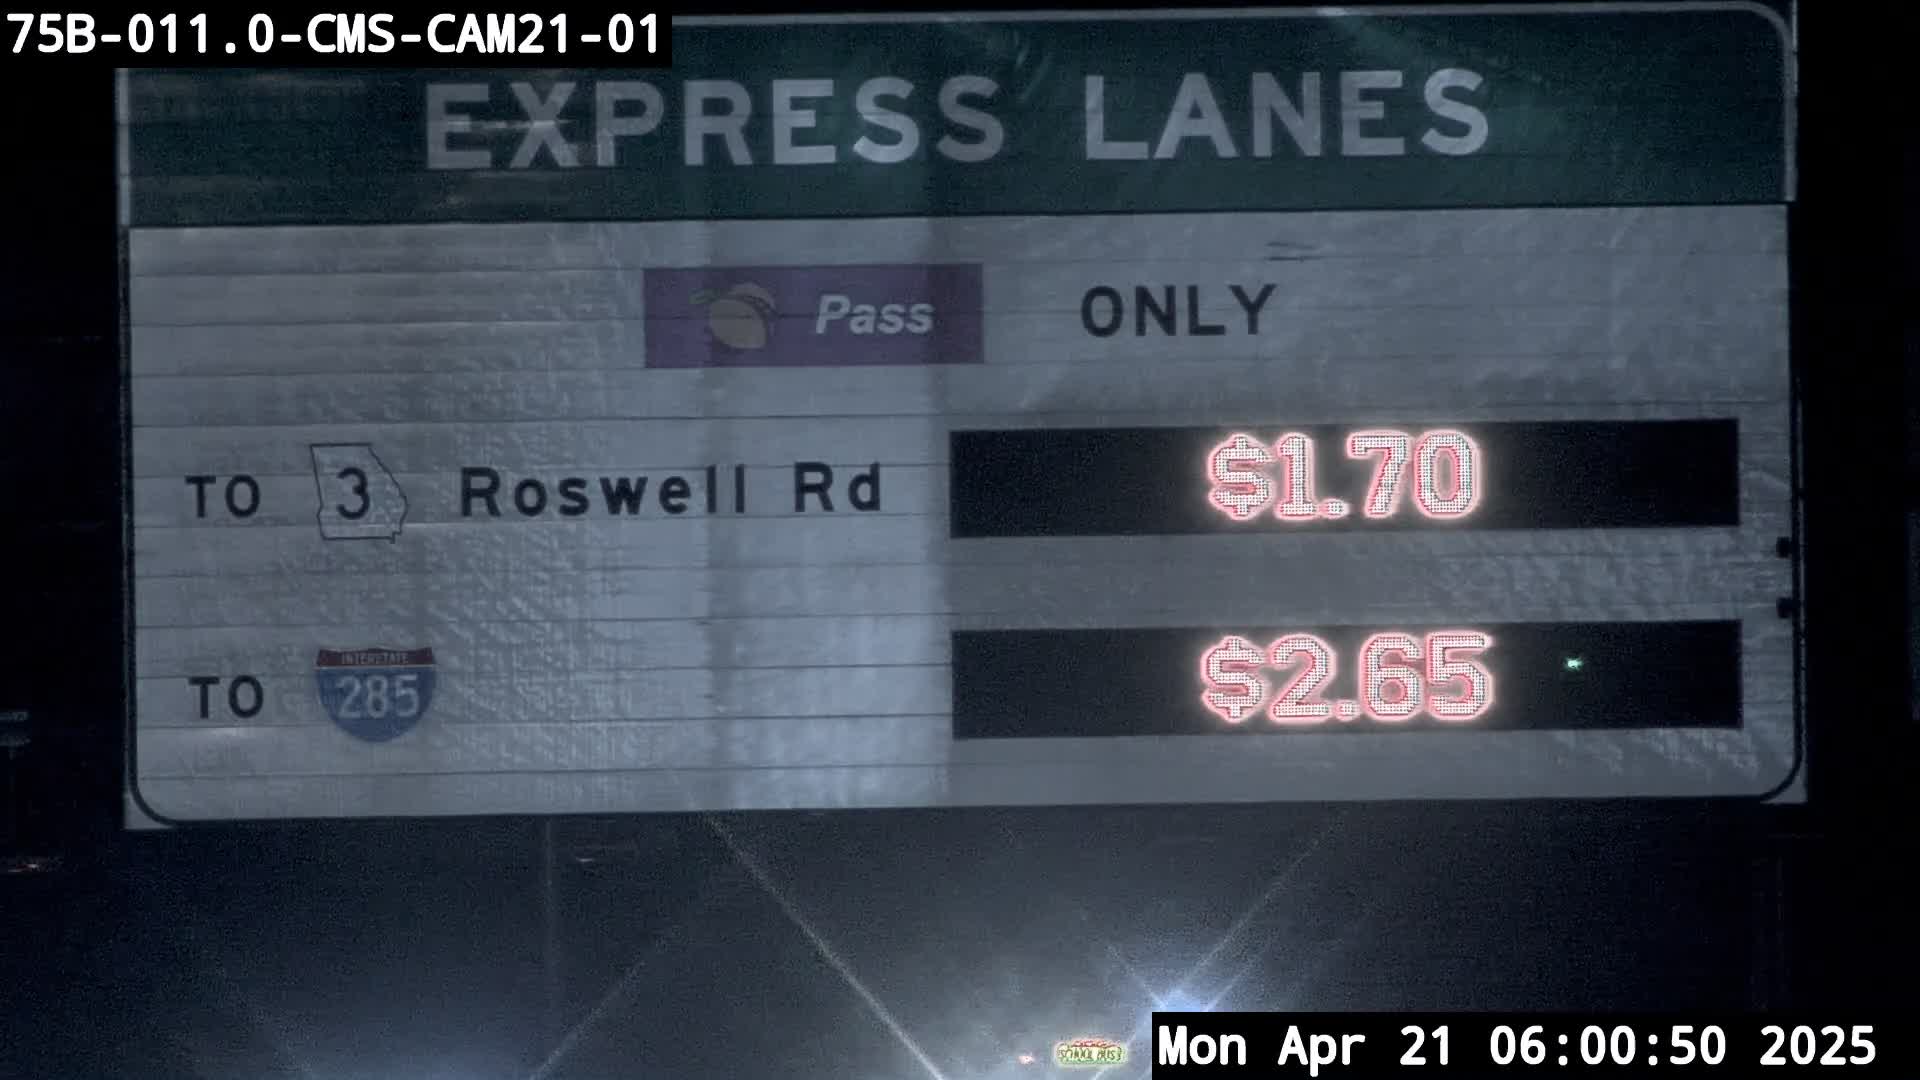 75B-011.0-CMS-CAM21-01
EXPRESS LANES
Pass ONLY
TO 3 Roswell Rd $1.70
INTERSTATE
TO 285 $2.65
SCHOOL BUS
Mon Apr 21 06:00:50 2025